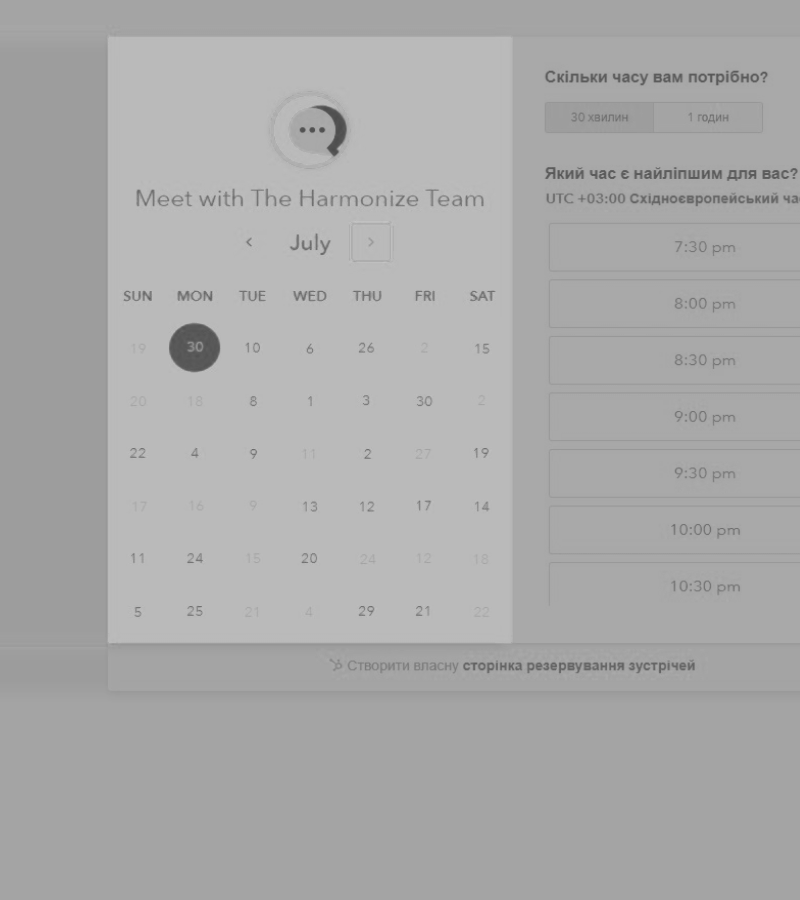 Meet with The Harmonize Team
July
SUN MON TUE WED THU FRI SAT
19 30 10 6 26 2 15
20 18 8 1 3 30 2
22 4 9 11 2 27 19
17 16 9 13 12 17 14
11 24 15 20 24 12 18
5 25 21 4 29 21 22
Скільки часу вам потрібно?
30 хвилин 1 годин
Який час є найліпшим для вас?
UTC +03:00 Східноєвропейський ча
7:30 pm
8:00 pm
8:30 pm
9:00 pm
9:30 pm
10:00 pm
10:30 pm
Створити власну сторінка резервування зустрічей